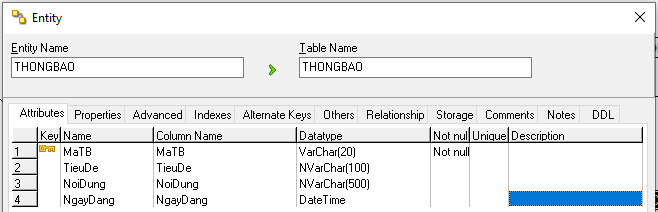 Entity
Entity Name Table Name
THONGBAO THONGBAO
Attributes Properties Advanced Indexes Alternate Keys Others Relationship Storage Comments Notes DDL
Key Name Column Name Datatype Not nul Unique Description
1 MaTB MaTB VarChar(20) Not null
2 TieuDe TieuDe NVarChar(100)
3 NoiDung NoiDung NVarChar(500)
4 NgayDang NgayDang DateTime